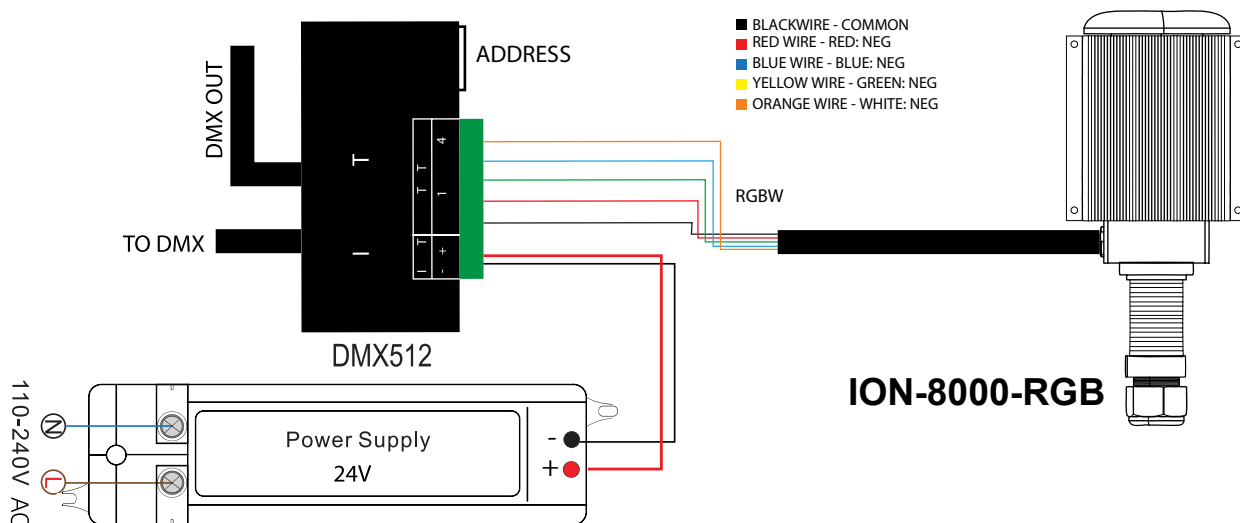 BLACKWIRE - COMMON
RED WIRE - RED: NEG
BLUE WIRE - BLUE: NEG
YELLOW WIRE - GREEN: NEG
ORANGE WIRE - WHITE: NEG
ADDRESS
DMX OUT
T
4
T
T
1
RGBW
TO DMX
I
T
+
I
-
DMX512
ION-8000-RGB
110-240V AC
N
L
Power Supply
24V
-
+